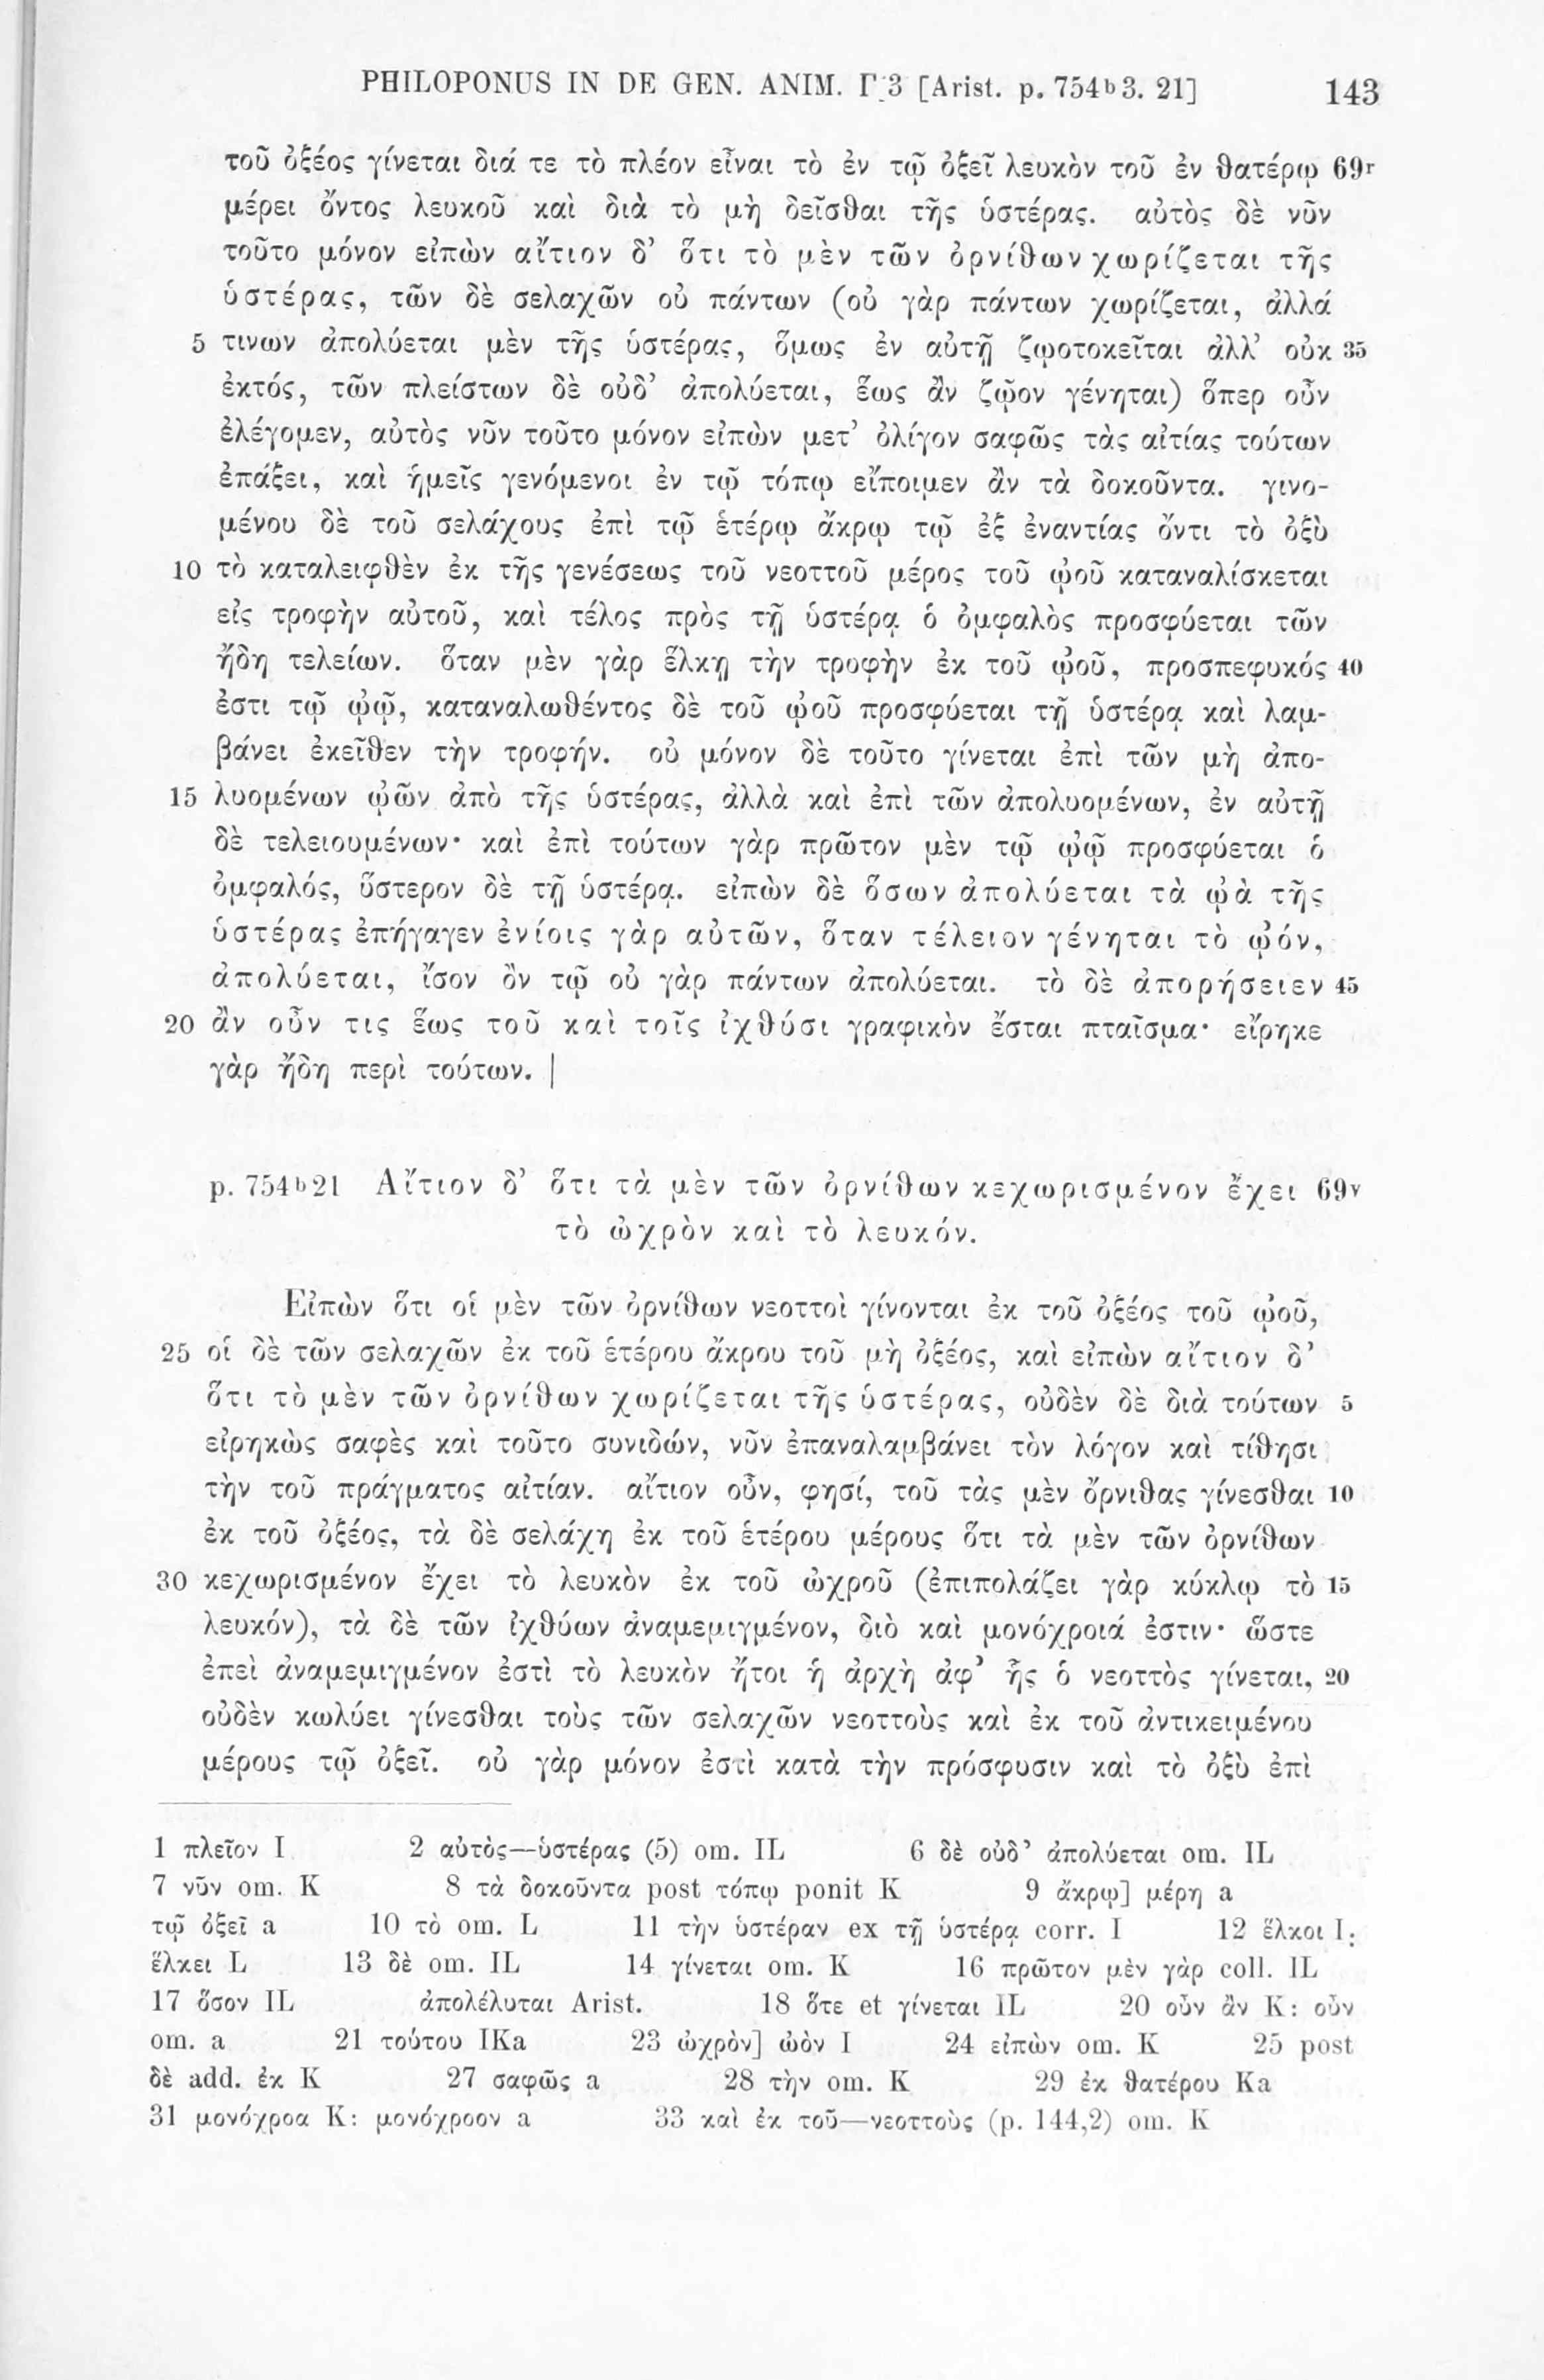 PHILOPONUS IN DE GEN. ANIM. Γ 3 [Arist. p. 754b3. 21] 143
τοῦ ὀξέος γίνεται διά τε τὸ πλέον εἶναι τὸ ἐν τῷ ὀξεῖ λευκὸν τοῦ ἐν θατέρῳ 69r
μέρει ὄντος λευκοῦ καὶ διὰ τὸ μὴ δεῖσθαι τῆς ὑστέρας. αὐτὸς δὲ νῦν
τοῦτο μόνον εἰπὼν αἴτιον δ’ ὅτι τὸ μὲν τῶν ὀρνίθων χωρίζεται τῆς
ὑστέρας, τῶν δὲ σελαχῶν οὐ πάντων (οὐ γὰρ πάντων χωρίζεται, ἀλλά
5 τινων ἀπολύεται μὲν τῆς ὑστέρας, ὅμως ἐν αὐτῇ ζῳοτοκεῖται ἀλλ’ οὐκ 35
ἐκτός, τῶν πλείστων δὲ οὐδ’ ἀπολύεται, ἕως ἂν ζῷον γένηται) ὅπερ οὖν
ἐλέγομεν, αὐτὸς νῦν τοῦτο μόνον εἰπὼν μετ’ ὀλίγον σαφῶς τὰς αἰτίας τούτων
ἐπάξει, καὶ ἡμεῖς γενόμενοι ἐν τῷ τόπῳ εἴποιμεν ἂν τὰ δοκοῦντα. γινο-
μένου δὲ τοῦ σελάχους ἐπὶ τῷ ἑτέρῳ ἄκρῳ τῷ ἐξ ἐναντίας ὄντι τὸ ὀξὺ
10 τὸ καταλειφθὲν ἐκ τῆς γενέσεως τοῦ νεοττοῦ μέρος τοῦ ᾠοῦ καταναλίσκεται
εἰς τροφὴν αὐτοῦ, καὶ τέλος πρὸς τῇ ὑστέρᾳ ὁ ὀμφαλὸς προσφύεται τῶν
ἤδη τελείων. ὅταν μὲν γὰρ ἕλκῃ τὴν τροφὴν ἐκ τοῦ ᾠοῦ, προσπεφυκός 40
ἐστι τῷ ᾠῷ, καταναλωθέντος δὲ τοῦ ᾠοῦ προσφύεται τῇ ὑστέρᾳ καὶ λαμ-
βάνει ἐκεῖθεν τὴν τροφήν. οὐ μόνον δὲ τοῦτο γίνεται ἐπὶ τῶν μὴ ἀπο-
15 λυομένων ᾠῶν ἀπὸ τῆς ὑστέρας, ἀλλὰ καὶ ἐπὶ τῶν ἀπολυομένων, ἐν αὐτῇ
δὲ τελειουμένων· καὶ ἐπὶ τούτων γὰρ πρῶτον μὲν τῷ ᾠῷ προσφύεται ὁ
ὀμφαλός, ὕστερον δὲ τῇ ὑστέρᾳ. εἰπὼν δὲ ὅσων ἀπολύεται τὰ ᾠὰ τῆς
ὑστέρας ἐπήγαγεν ἐνίοις γὰρ αὐτῶν, ὅταν τέλειον γένηται τὸ ᾠόν,
ἀπολύεται, ἴσον ὂν τῷ οὐ γὰρ πάντων ἀπολύεται. τὸ δὲ ἀπορήσειεν 45
20 ἂν οὖν τις ἕως τοῦ καὶ τοῖς ἰχθύσι γραφικὸν ἔσται πταῖσμα· εἴρηκε
γὰρ ἤδη περὶ τούτων. |
p. 754b21 Αἴτιον δ’ ὅτι τὰ μὲν τῶν ὀρνίθων κεχωρισμένον ἔχει 69v
τὸ ὠχρὸν καὶ τὸ λευκόν.
Εἰπὼν ὅτι οἱ μὲν τῶν ὀρνίθων νεοττοὶ γίνονται ἐκ τοῦ ὀξέος τοῦ ᾠοῦ,
25 οἱ δὲ τῶν σελαχῶν ἐκ τοῦ ἑτέρου ἄκρου τοῦ μὴ ὀξέος, καὶ εἰπὼν αἴτιον δ’
ὅτι τὸ μὲν τῶν ὀρνίθων χωρίζεται τῆς ὑστέρας, οὐδὲν δὲ διὰ τούτων 5
εἰρηκὼς σαφὲς καὶ τοῦτο συνιδών, νῦν ἐπαναλαμβάνει τὸν λόγον καὶ τίθησι
τὴν τοῦ πράγματος αἰτίαν. αἴτιον οὖν, φησί, τοῦ τὰς μὲν ὄρνιθας γίνεσθαι 10
ἐκ τοῦ ὀξέος, τὰ δὲ σελάχη ἐκ τοῦ ἑτέρου μέρους ὅτι τὰ μὲν τῶν ὀρνίθων
30 κεχωρισμένον ἔχει τὸ λευκὸν ἐκ τοῦ ὠχροῦ (ἐπιπολάζει γὰρ κύκλῳ τὸ 15
λευκόν), τὰ δὲ τῶν ἰχθύων ἀναμεμιγμένον, διὸ καὶ μονόχροιά ἐστιν· ὥστε
ἐπεὶ ἀναμεμιγμένον ἐστὶ τὸ λευκὸν ἤτοι ἡ ἀρχὴ ἀφ’ ἧς ὁ νεοττὸς γίνεται, 20
οὐδὲν κωλύει γίνεσθαι τοὺς τῶν σελαχῶν νεοττοὺς καὶ ἐκ τοῦ ἀντικειμένου
μέρους τῷ ὀξεῖ. οὐ γὰρ μόνον ἐστὶ κατὰ τὴν πρόσφυσιν καὶ τὸ ὀξὺ ἐπὶ
1 πλεῖον I 2 αὐτὸς—ὑστέρας (5) om. IL 6 δὲ οὐδ’ ἀπολύεται om. IL
7 νῦν om. K 8 τὰ δοκοῦντα post τόπῳ ponit K 9 ἄκρῳ] μέρη a
τῷ ὀξεῖ a 10 τὸ om. L 11 τὴν ὑστέραν ex τῇ ὑστέρᾳ corr. I 12 ἕλκοι I:
ἕλκει L 13 δὲ om. IL 14 γίνεται om. K 16 πρῶτον μὲν γὰρ coll. IL
17 ὅσον IL ἀπολέλυται Arist. 18 ὅτε et γίνεται IL 20 οὖν ἂν K: οὖν
om. a 21 τούτου IKa 23 ὠχρὸν] ὠὸν I 24 εἰπὼν om. K 25 post
δὲ add. ἐκ K 27 σαφῶς a 28 τὴν om. K 29 ἐκ θατέρου Ka
31 μονόχροα K: μονόχροον a 33 καὶ ἐκ τοῦ—νεοττοὺς (p. 144,2) om. K